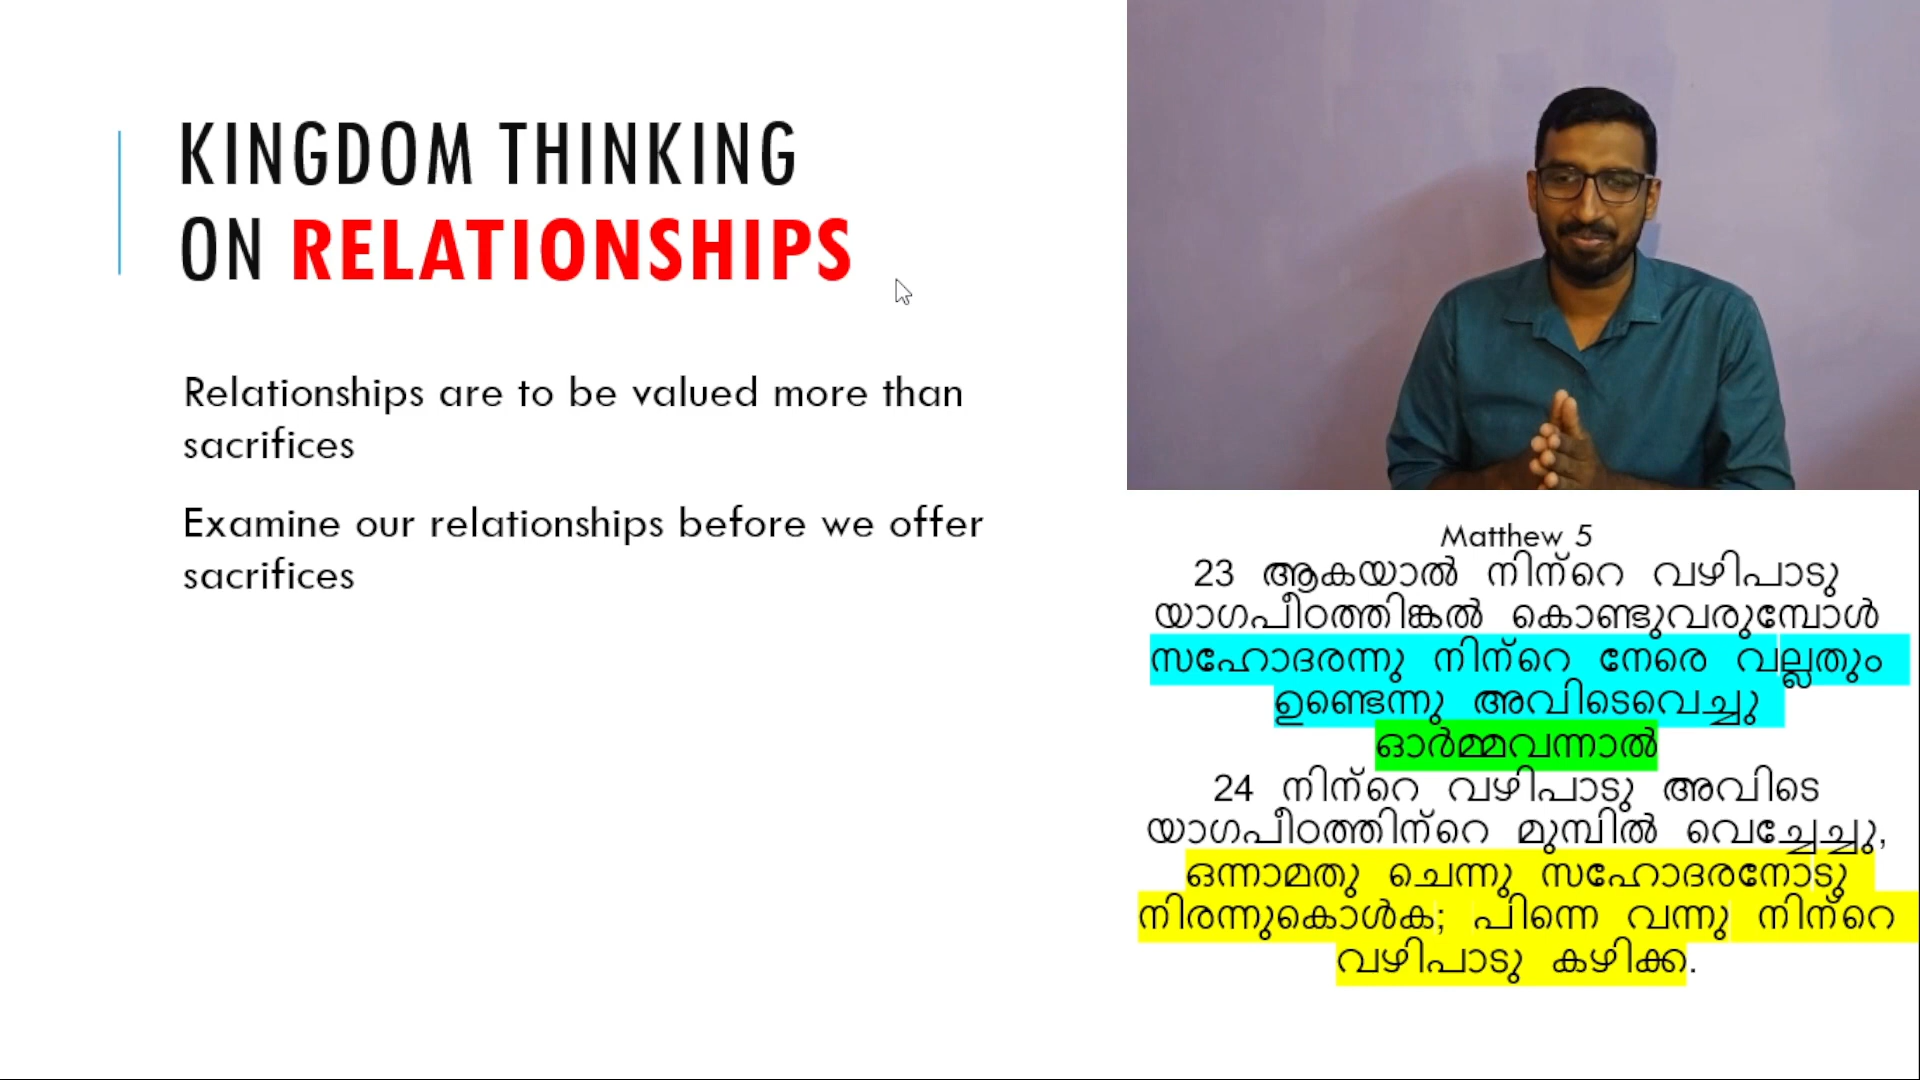 KINGDOM THINKING
ON RELATIONSHIPS
Relationships are to be valued more than
sacrifices
Examine our relationships before we offer
sacrifices
Matthew 5
23 ആകയാൽ നിന്റെ വഴിപാടു
യാഗപീഠത്തിങ്കൽ കൊണ്ടുവരുമ്പോൾ
സഹോദരന്നു നിന്റെ നേരെ വല്ലതും
ഉണ്ടെന്നു അവിടെവെച്ചു
ഓർമ്മവന്നാൽ
24 നിന്റെ വഴിപാടു അവിടെ
യാഗപീഠത്തിന്റെ മുമ്പിൽ വെച്ചേച്ചു,
ഒന്നാമതു ചെന്നു സഹോദരനോടു
നിരന്നുകൊൾക; പിന്നെ വന്നു നിന്റെ
വഴിപാടു കഴിക്ക.